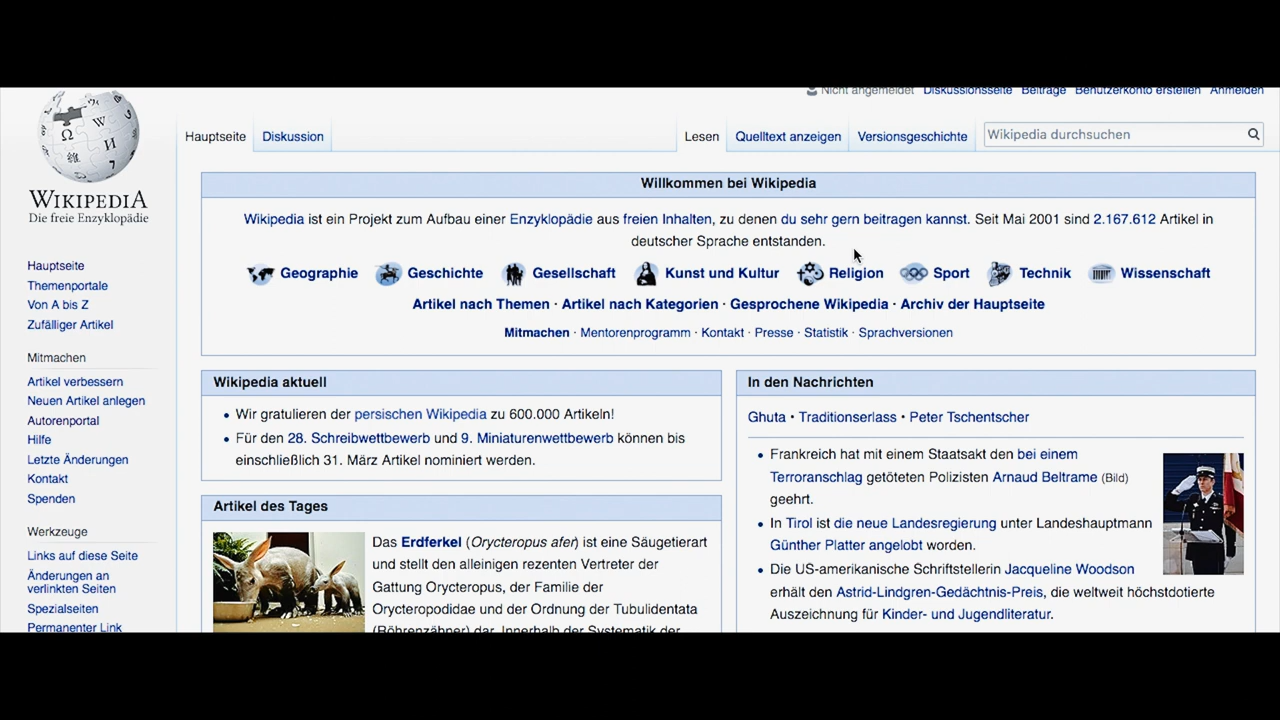 Nicht angemeldet Diskussionsseite Beiträge Benutzerkonto erstellen Anmelden
Hauptseite Diskussion Lesen Quelltext anzeigen Versionsgeschichte Wikipedia durchsuchen
WIKIPEDIA
Die freie Enzyklopädie
Hauptseite
Themenportale
Von A bis Z
Zufälliger Artikel
Mitmachen
Artikel verbessern
Neuen Artikel anlegen
Autorenportal
Hilfe
Letzte Änderungen
Kontakt
Spenden
Werkzeuge
Links auf diese Seite
Änderungen an
verlinkten Seiten
Spezialseiten
Permanenter Link
Willkommen bei Wikipedia
Wikipedia ist ein Projekt zum Aufbau einer Enzyklopädie aus freien Inhalten, zu denen du sehr gern beitragen kannst. Seit Mai 2001 sind 2.167.612 Artikel in
deutscher Sprache entstanden.
Geographie Geschichte Gesellschaft Kunst und Kultur Religion Sport Technik Wissenschaft
Artikel nach Themen · Artikel nach Kategorien · Gesprochene Wikipedia · Archiv der Hauptseite
Mitmachen · Mentorenprogramm · Kontakt · Presse · Statistik · Sprachversionen
Wikipedia aktuell
• Wir gratulieren der persischen Wikipedia zu 600.000 Artikeln!
• Für den 28. Schreibwettbewerb und 9. Miniaturenwettbewerb können bis
einschließlich 31. März Artikel nominiert werden.
Artikel des Tages
Das Erdferkel (Orycteropus afer) ist eine Säugetierart
und stellt den alleinigen rezenten Vertreter der
Gattung Orycteropus, der Familie der
Orycteropodidae und der Ordnung der Tubulidentata
(Röhrenzähner) dar. Innerhalb der Systematik der
In den Nachrichten
Ghuta • Traditionserlass • Peter Tschentscher
• Frankreich hat mit einem Staatsakt den bei einem
Terroranschlag getöteten Polizisten Arnaud Beltrame (Bild)
geehrt.
• In Tirol ist die neue Landesregierung unter Landeshauptmann
Günther Platter angelobt worden.
• Die US-amerikanische Schriftstellerin Jacqueline Woodson
erhält den Astrid-Lindgren-Gedächtnis-Preis, die weltweit höchstdotierte
Auszeichnung für Kinder- und Jugendliteratur.